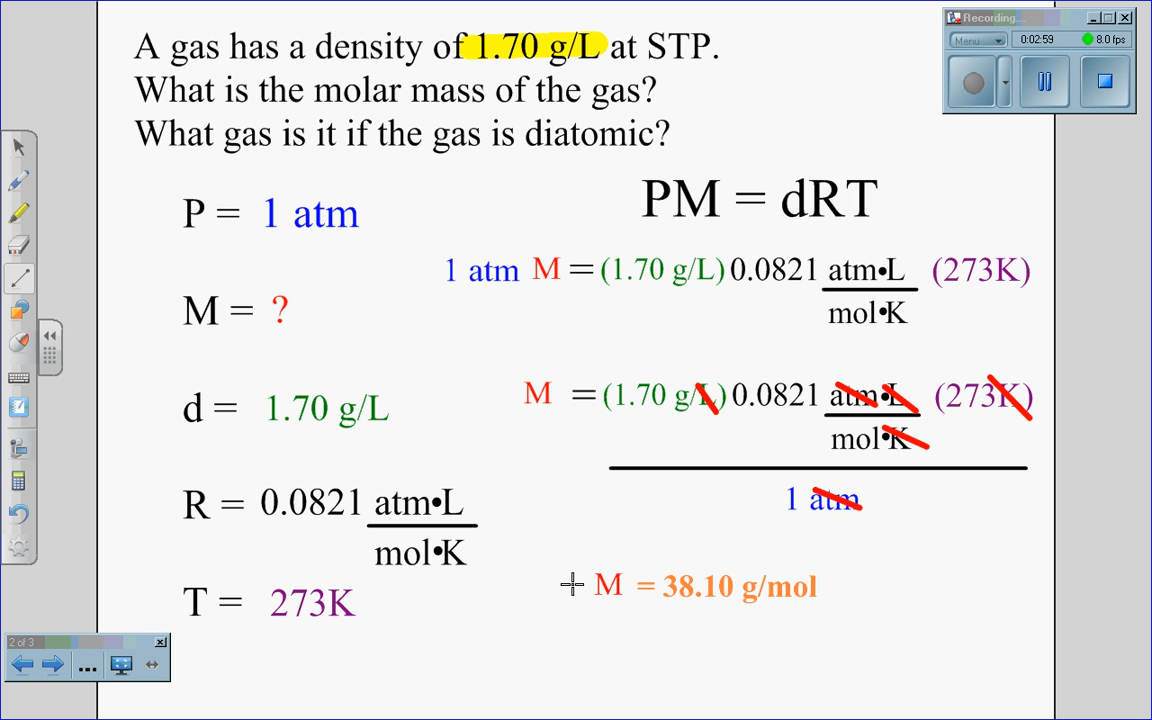 A gas has a density of 1.70 g/L at STP.
What is the molar mass of the gas?
What gas is it if the gas is diatomic?
Recording...
Menu
0:02:59
8.0 fps
P = 1 atm
PM = dRT
1 atm M = (1.70 g/L) 0.0821 atm•L (273K)
mol•K
M = ?
M = (1.70 g/L) 0.0821 atm•L (273K)
mol•K
1 atm
d = 1.70 g/L
R = 0.0821 atm•L
mol•K
M = 38.10 g/mol
T = 273K
2 of 3
...